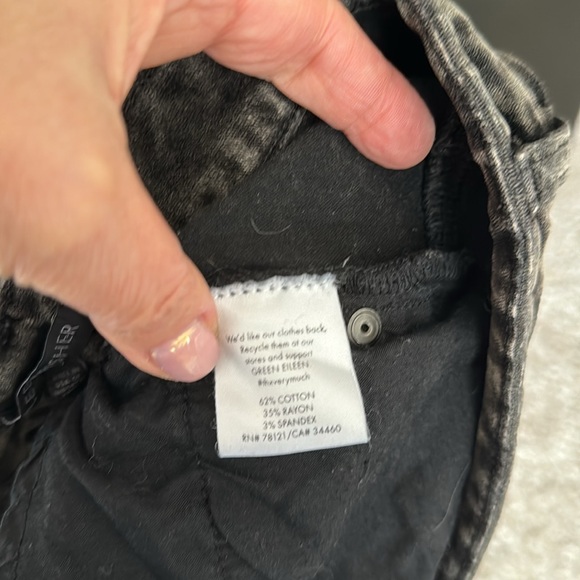 We'd like our clothes back.
Recycle them at our
stores and support
GREEN EILEEN
#thxverymuch
62% COTTON
35% RAYON
3% SPANDEX
RN# 78121/CA# 34460